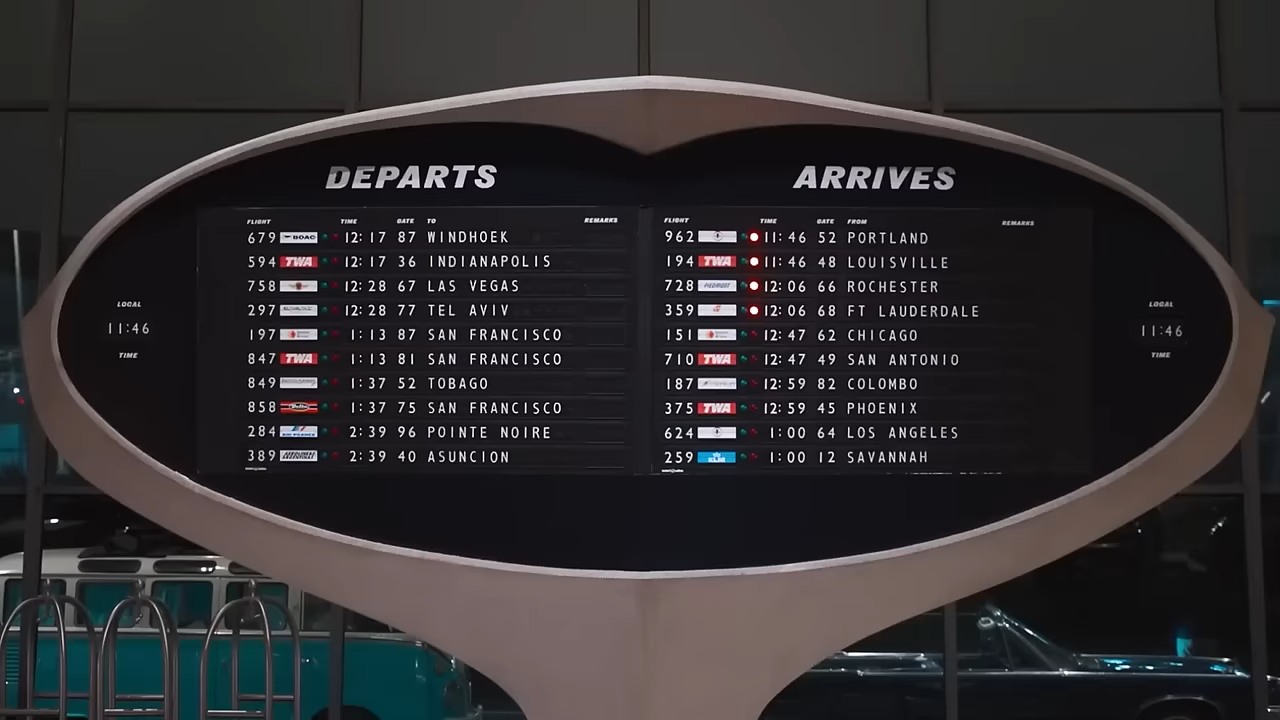 DEPARTS
FLIGHT TIME GATE TO REMARKS
679 BOAC 12:17 87 WINDHOEK
594 TWA 12:17 36 INDIANAPOLIS
758 12:28 67 LAS VEGAS
297 12:28 77 TEL AVIV
197 1:13 87 SAN FRANCISCO
847 TWA 1:13 81 SAN FRANCISCO
849 1:37 52 TOBAGO
858 Delta 1:37 75 SAN FRANCISCO
284 AIR FRANCE 2:39 96 POINTE NOIRE
389 2:39 40 ASUNCION
ARRIVES
FLIGHT TIME GATE FROM REMARKS
962 11:46 52 PORTLAND
194 TWA 11:46 48 LOUISVILLE
728 PIEDMONT 12:06 66 ROCHESTER
359 12:06 68 FT LAUDERDALE
151 12:47 62 CHICAGO
710 TWA 12:47 49 SAN ANTONIO
187 12:59 82 COLOMBO
375 TWA 12:59 45 PHOENIX
624 1:00 64 LOS ANGELES
259 KLM 1:00 12 SAVANNAH
LOCAL
11:46
TIME
LOCAL
11:46
TIME